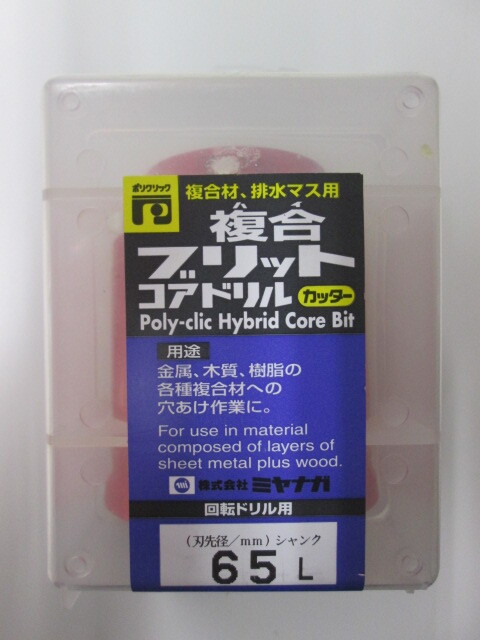 ポリクリック
複合材、排水マス用
ハイ
複合
ブリット
コアドリル カッター
Poly-clic Hybrid Core Bit
用途
金属、木質、樹脂の
各種複合材への
穴あけ作業に。
For use in material
composed of layers of
sheet metal plus wood.
株式会社 ミヤナガ
回転ドリル用
(刃先径/mm) シャンク
65 L